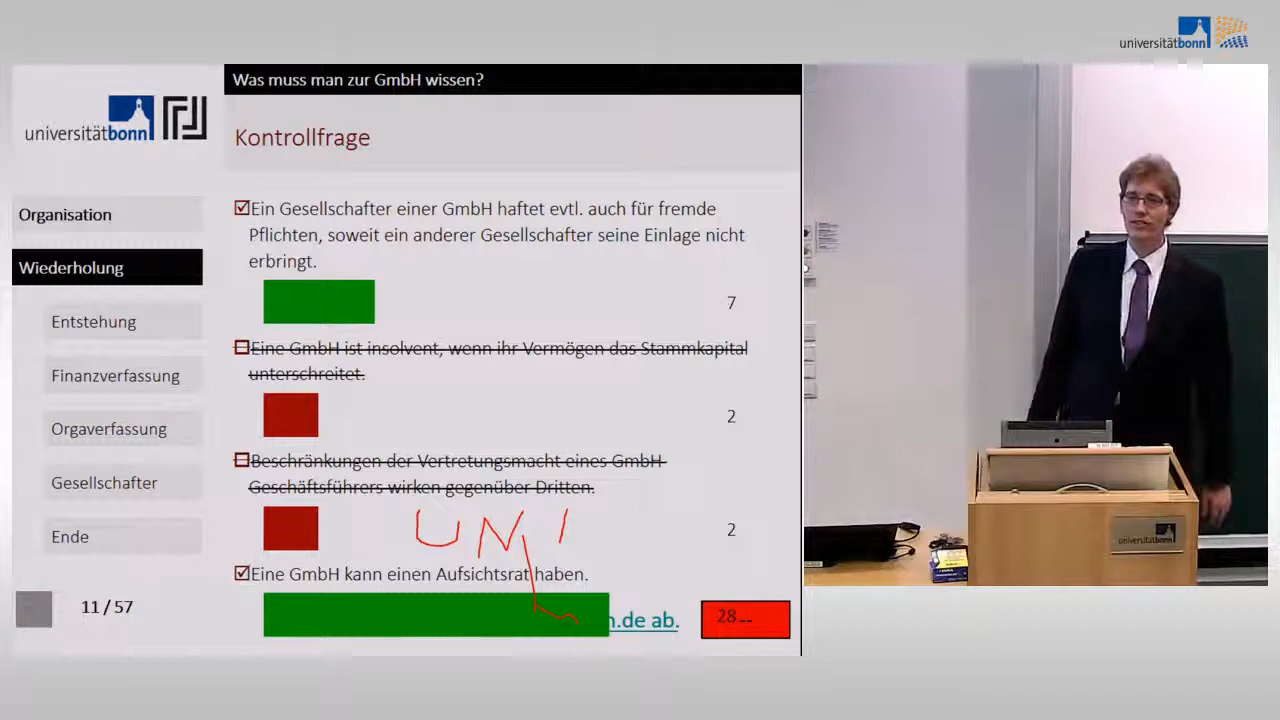 universitätbonn
Was muss man zur GmbH wissen?
universitätbonn
Kontrollfrage
Organisation
Wiederholung
Entstehung
Finanzverfassung
Orgaverfassung
Gesellschafter
Ende
11 / 57
Ein Gesellschafter einer GmbH haftet evtl. auch für fremde
Pflichten, soweit ein anderer Gesellschafter seine Einlage nicht
erbringt.
7
Eine GmbH ist insolvent, wenn ihr Vermögen das Stammkapital
unterschreitet.
2
Beschränkungen der Vertretungsmacht eines GmbH
Geschäftsführers wirken gegenüber Dritten.
2
UNI
Eine GmbH kann einen Aufsichtsrat haben.
n.de ab.
28